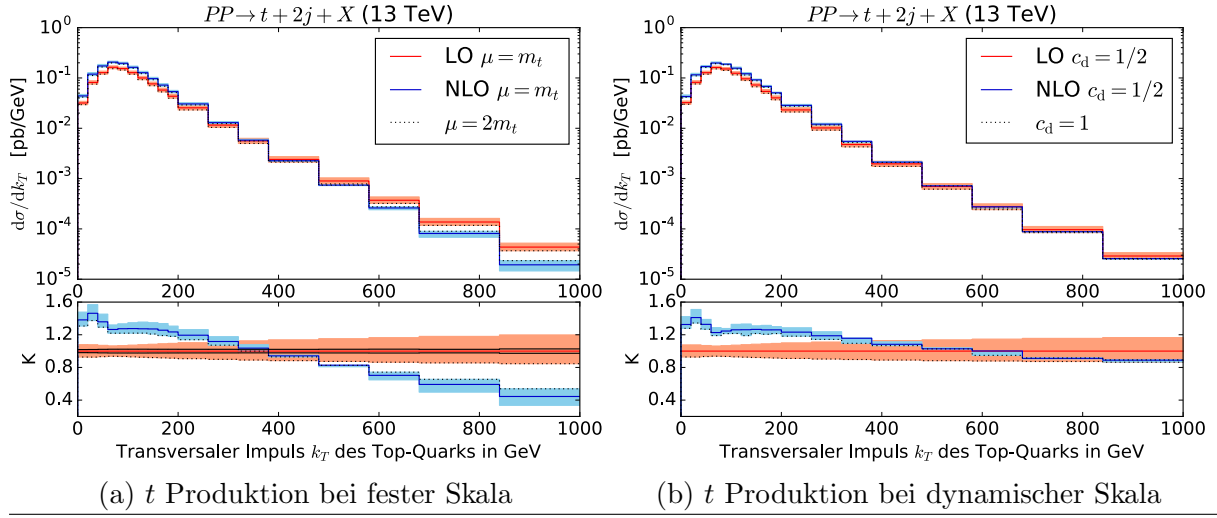 PP → t + 2j + X (13 TeV)
10^0
10^-1
10^-2
10^-3
10^-4
10^-5
dσ/dk_T [pb/GeV]
LO μ = m_t
NLO μ = m_t
μ = 2m_t
0 200 400 600 800 1000
1.6
1.2
0.8
0.4
K
0 200 400 600 800 1000
Transversaler Impuls k_T des Top-Quarks in GeV
(a) t Produktion bei fester Skala
PP → t + 2j + X (13 TeV)
10^0
10^-1
10^-2
10^-3
10^-4
10^-5
dσ/dk_T [pb/GeV]
LO c_d = 1/2
NLO c_d = 1/2
c_d = 1
0 200 400 600 800 1000
1.6
1.2
0.8
0.4
K
0 200 400 600 800 1000
Transversaler Impuls k_T des Top-Quarks in GeV
(b) t Produktion bei dynamischer Skala